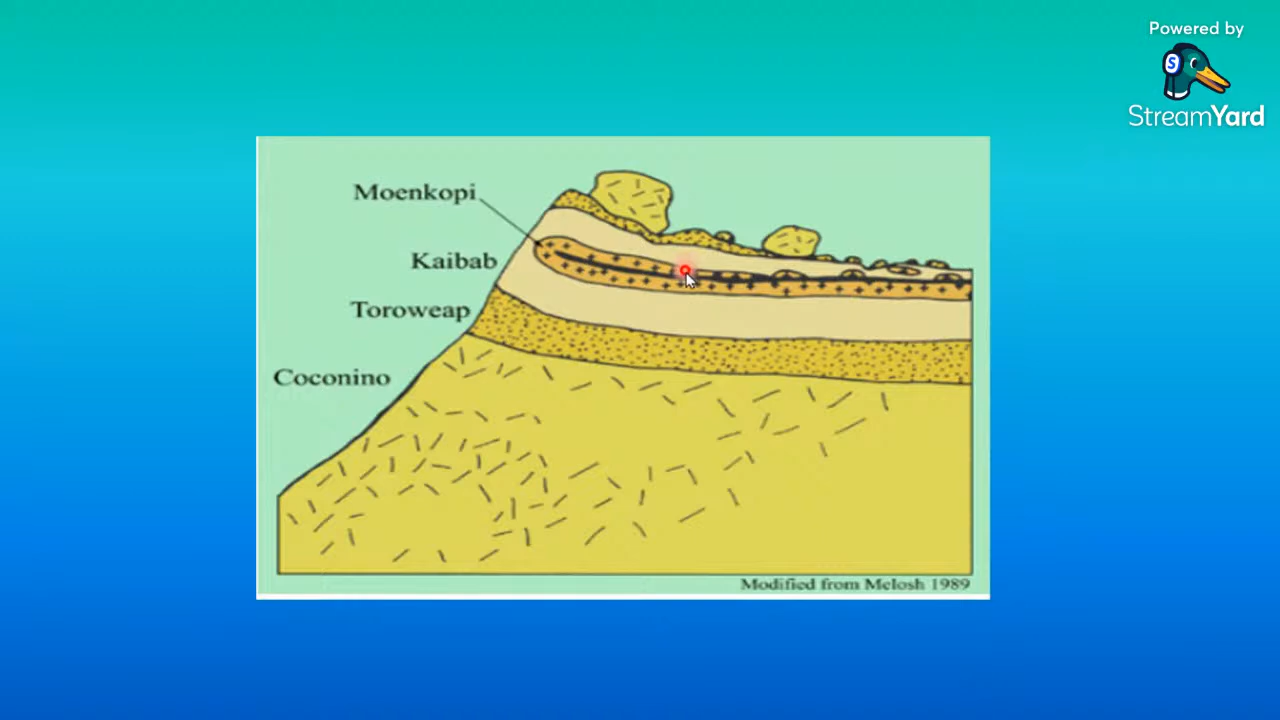 Powered by
S
StreamYard
Moenkopi
Kaibab
Toroweap
Coconino
Modified from Melosh 1989